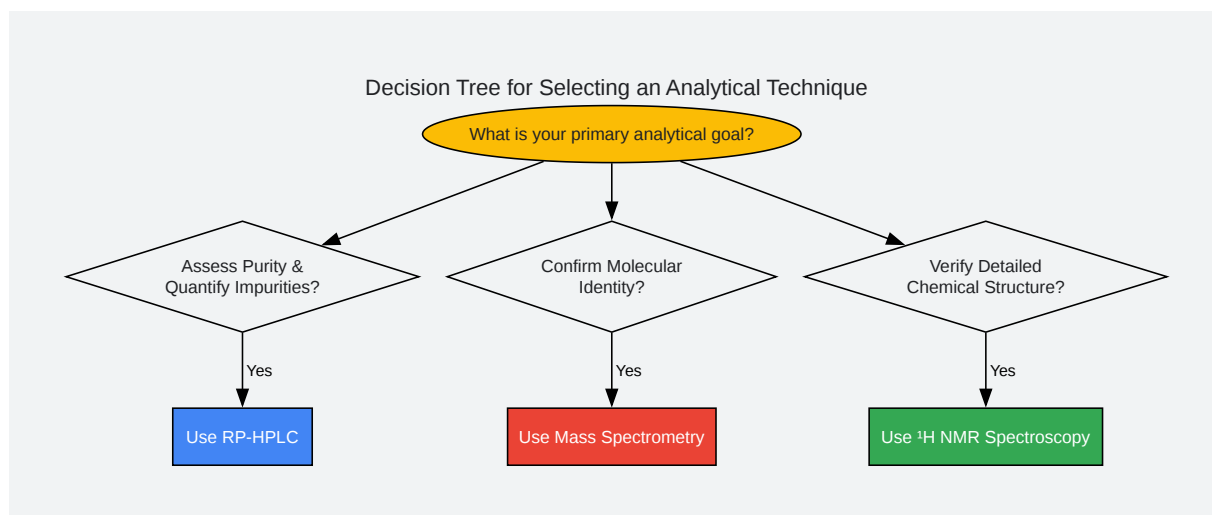 Decision Tree for Selecting an Analytical Technique
What is your primary analytical goal?
Assess Purity &
Quantify Impurities?
Confirm Molecular
Identity?
Verify Detailed
Chemical Structure?
Yes
Yes
Yes
Use RP-HPLC
Use Mass Spectrometry
Use ¹H NMR Spectroscopy